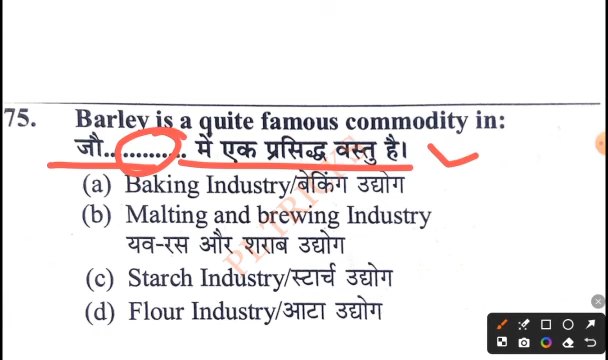 75. Barley is a quite famous commodity in:
जौ.............. में एक प्रसिद्ध वस्तु है।
(a) Baking Industry/बेकिंग उद्योग
(b) Malting and brewing Industry
यव-रस और शराब उद्योग
(c) Starch Industry/स्टार्च उद्योग
(d) Flour Industry/आटा उद्योग